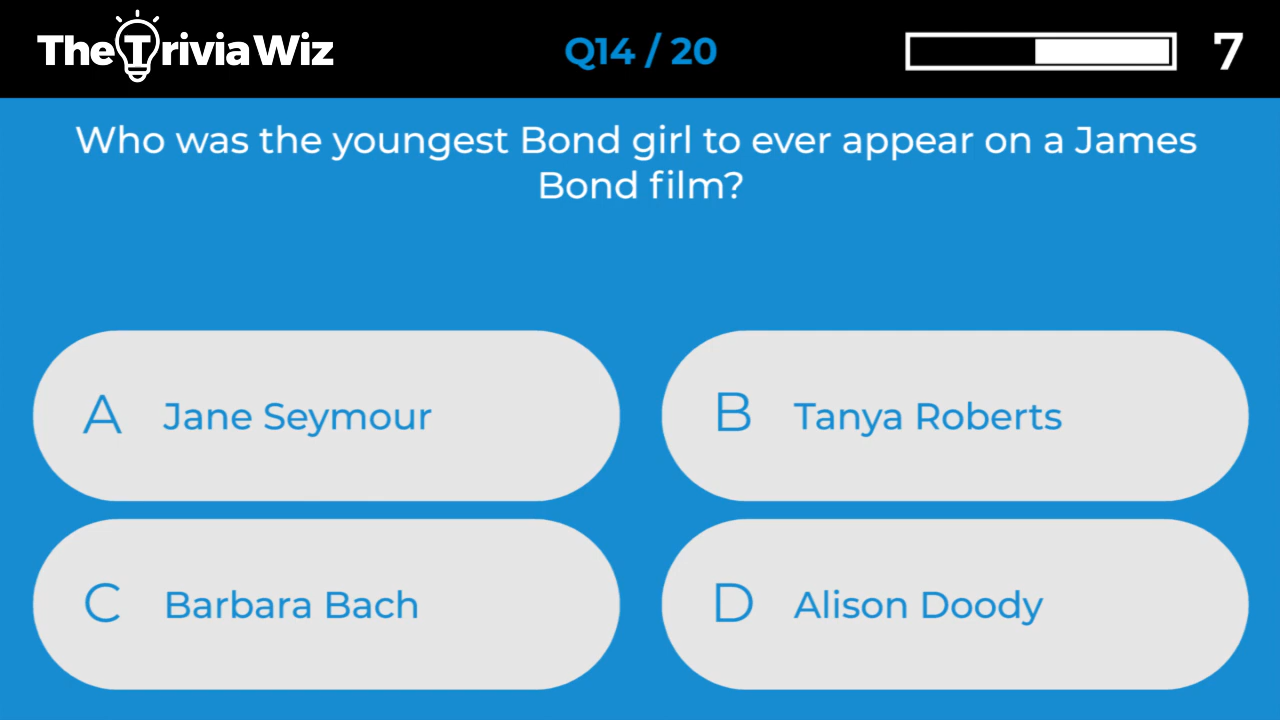 The Trivia Wiz
Q14 / 20
7
Who was the youngest Bond girl to ever appear on a James
Bond film?
A Jane Seymour
B Tanya Roberts
C Barbara Bach
D Alison Doody